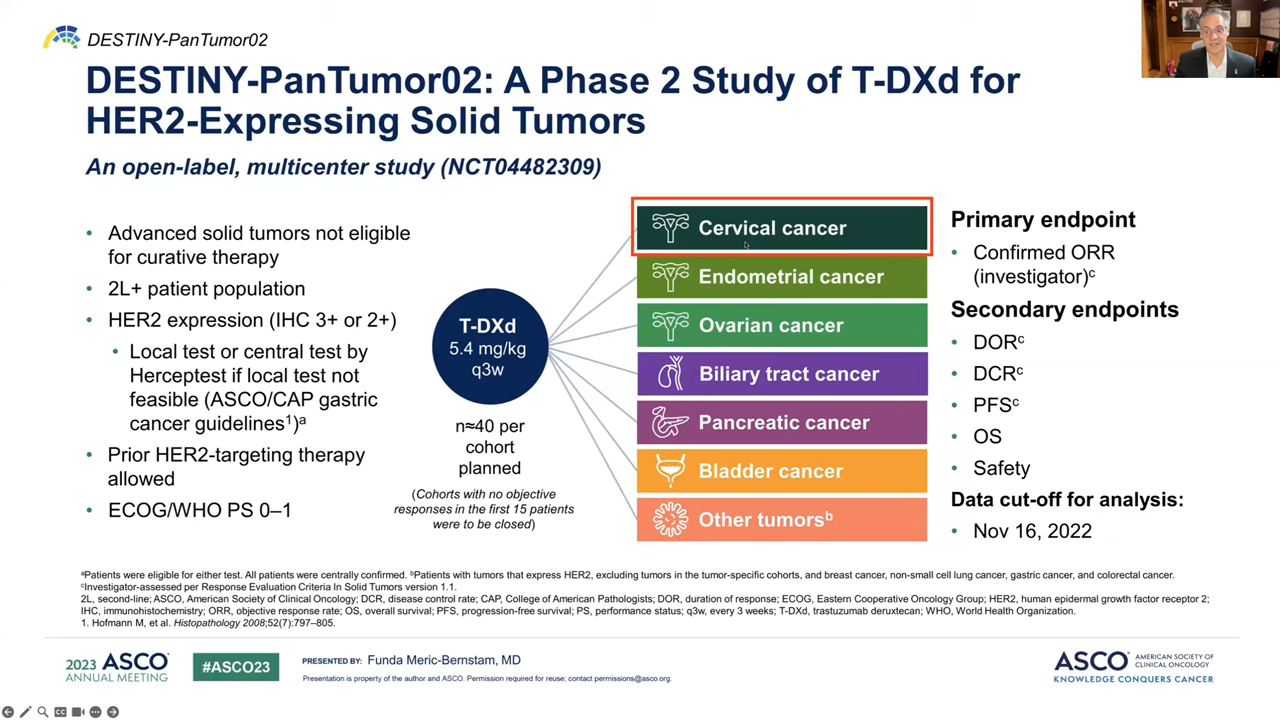 DESTINY-PanTumor02
DESTINY-PanTumor02: A Phase 2 Study of T-DXd for
HER2-Expressing Solid Tumors
An open-label, multicenter study (NCT04482309)
• Advanced solid tumors not eligible
for curative therapy
• 2L+ patient population
• HER2 expression (IHC 3+ or 2+)
• Local test or central test by
Herceptest if local test not
feasible (ASCO/CAP gastric
cancer guidelines¹)ᵃ
• Prior HER2-targeting therapy
allowed
• ECOG/WHO PS 0–1
T-DXd
5.4 mg/kg
q3w
n≈40 per
cohort
planned
(Cohorts with no objective
responses in the first 15 patients
were to be closed)
Cervical cancer
Endometrial cancer
Ovarian cancer
Biliary tract cancer
Pancreatic cancer
Bladder cancer
Other tumorsᵇ
Primary endpoint
• Confirmed ORR
(investigator)ᶜ
Secondary endpoints
• DORᶜ
• DCRᶜ
• PFSᶜ
• OS
• Safety
Data cut-off for analysis:
• Nov 16, 2022
ᵃPatients were eligible for either test. All patients were centrally confirmed. ᵇPatients with tumors that express HER2, excluding tumors in the tumor-specific cohorts, and breast cancer, non-small cell lung cancer, gastric cancer, and colorectal cancer.
ᶜInvestigator-assessed per Response Evaluation Criteria In Solid Tumors version 1.1.
2L, second-line; ASCO, American Society of Clinical Oncology; DCR, disease control rate; CAP, College of American Pathologists; DOR, duration of response; ECOG, Eastern Cooperative Oncology Group; HER2, human epidermal growth factor receptor 2;
IHC, immunohistochemistry; ORR, objective response rate; OS, overall survival; PFS, progression-free survival; PS, performance status; q3w, every 3 weeks; T-DXd, trastuzumab deruxtecan; WHO, World Health Organization.
1. Hofmann M, et al. Histopathology 2008;52(7):797–805.
2023 ASCO
ANNUAL MEETING
#ASCO23
PRESENTED BY: Funda Meric-Bernstam, MD
Presentation is property of the author and ASCO. Permission required for reuse; contact permissions@asco.org.
ASCO AMERICAN SOCIETY OF
CLINICAL ONCOLOGY
KNOWLEDGE CONQUERS CANCER